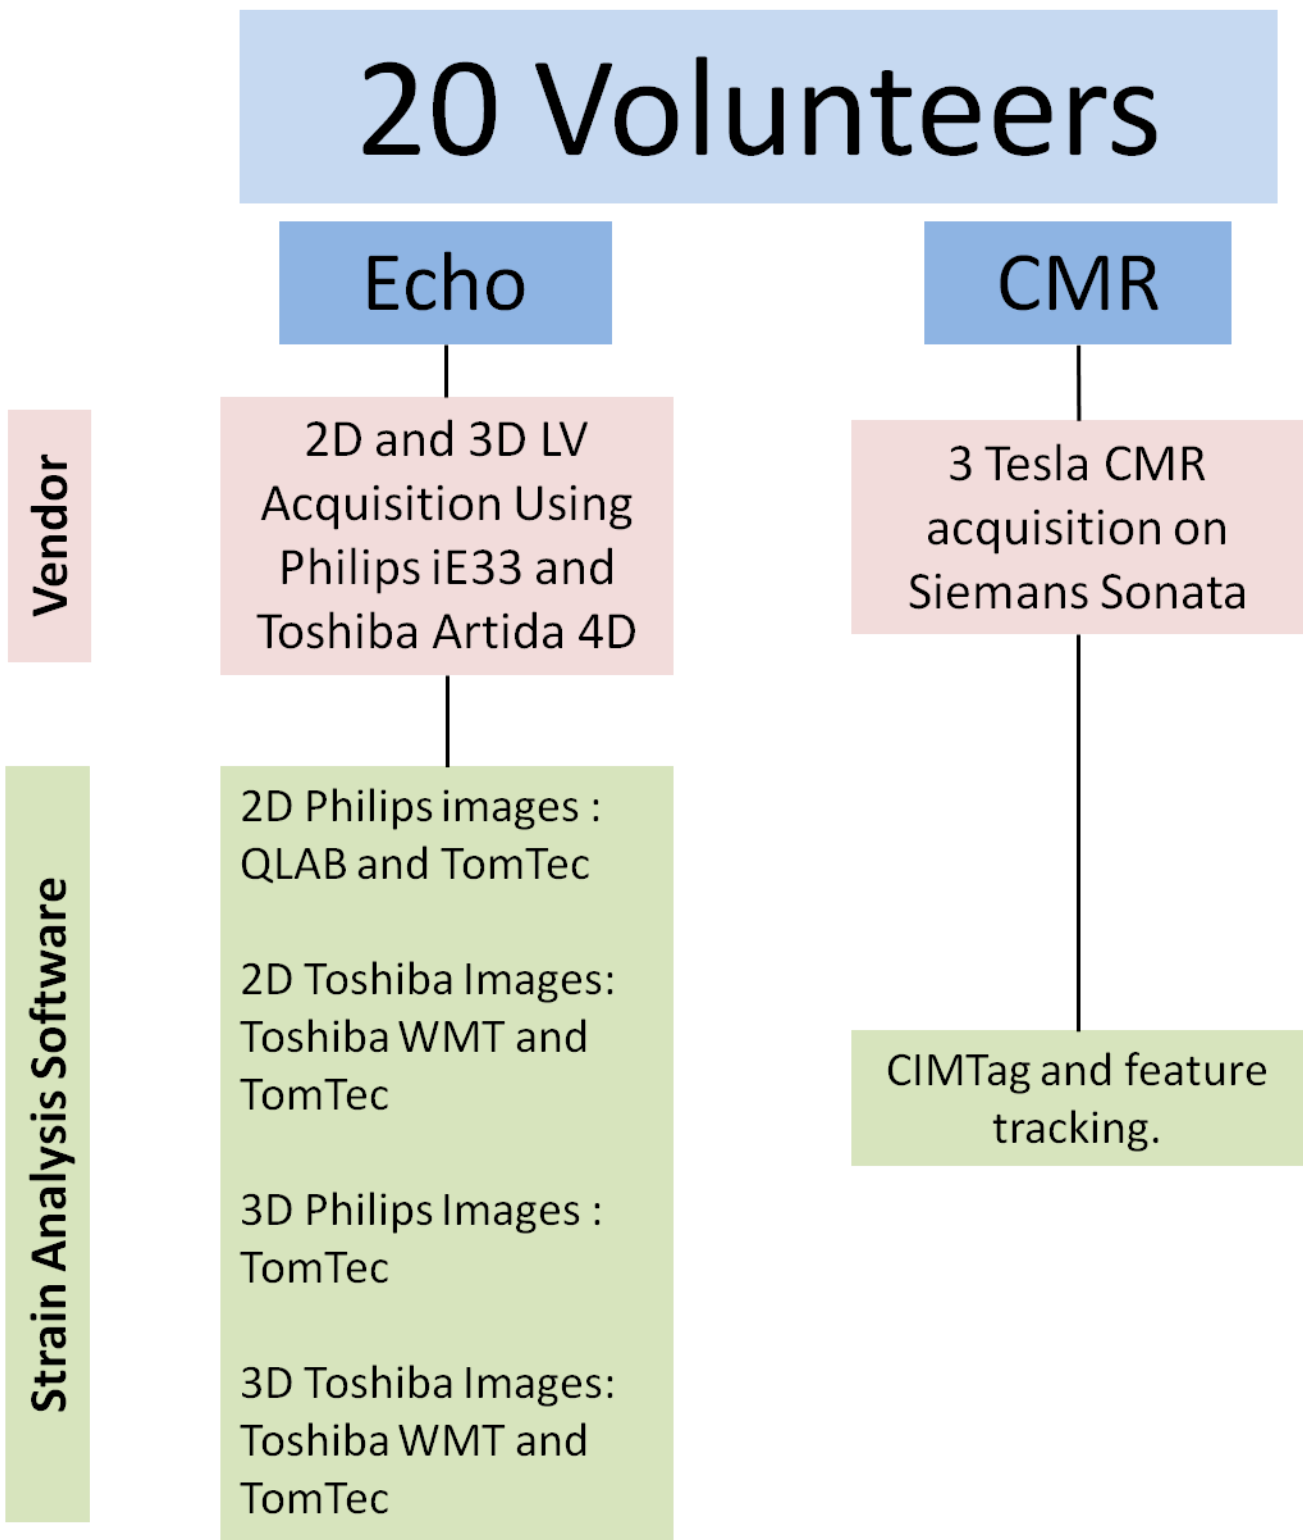 20 Volunteers
Echo
CMR
Vendor
2D and 3D LV
Acquisition Using
Philips iE33 and
Toshiba Artida 4D
3 Tesla CMR
acquisition on
Siemans Sonata
Strain Analysis Software
2D Philips images :
QLAB and TomTec
2D Toshiba Images:
Toshiba WMT and
TomTec
3D Philips Images :
TomTec
3D Toshiba Images:
Toshiba WMT and
TomTec
CIMTag and feature
tracking.